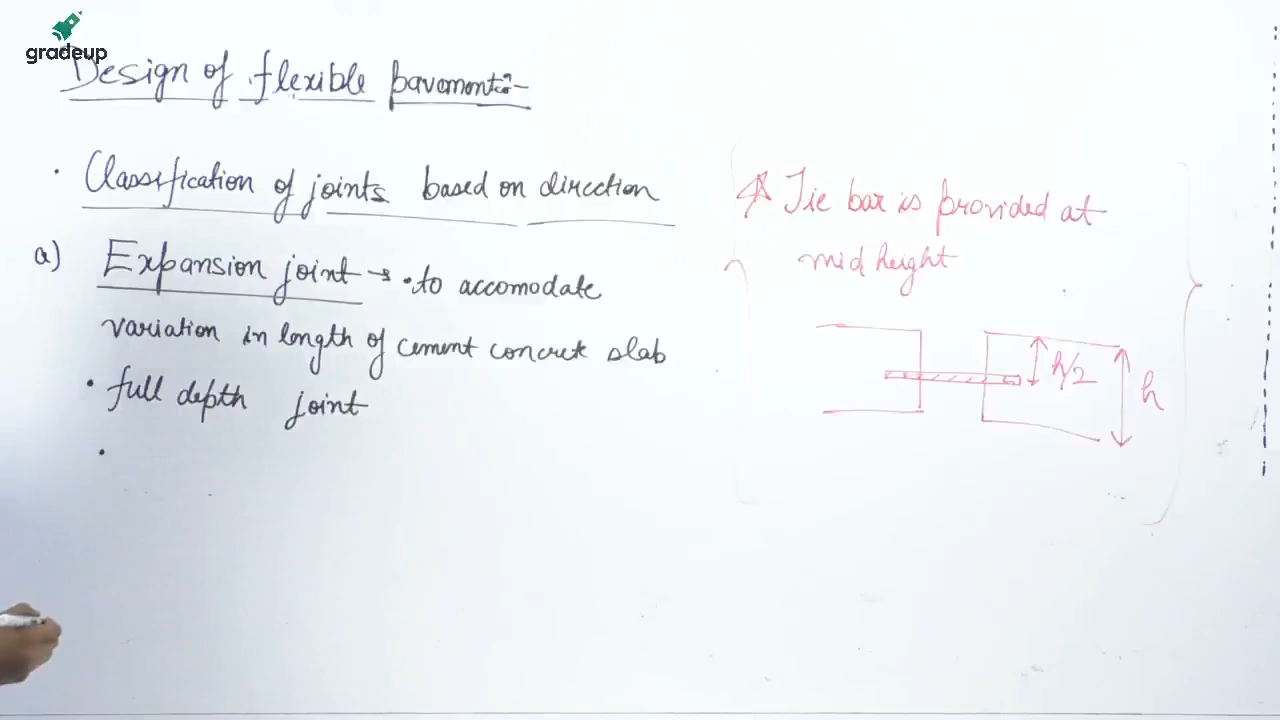 gradeup
Design of flexible pavement:-
• Classification of joints based on direction
a) Expansion joint → • to accomodate
variation in length of cement concrete slab
• full depth joint
•
☆ Tie bar is provided at
mid height
h/2
h